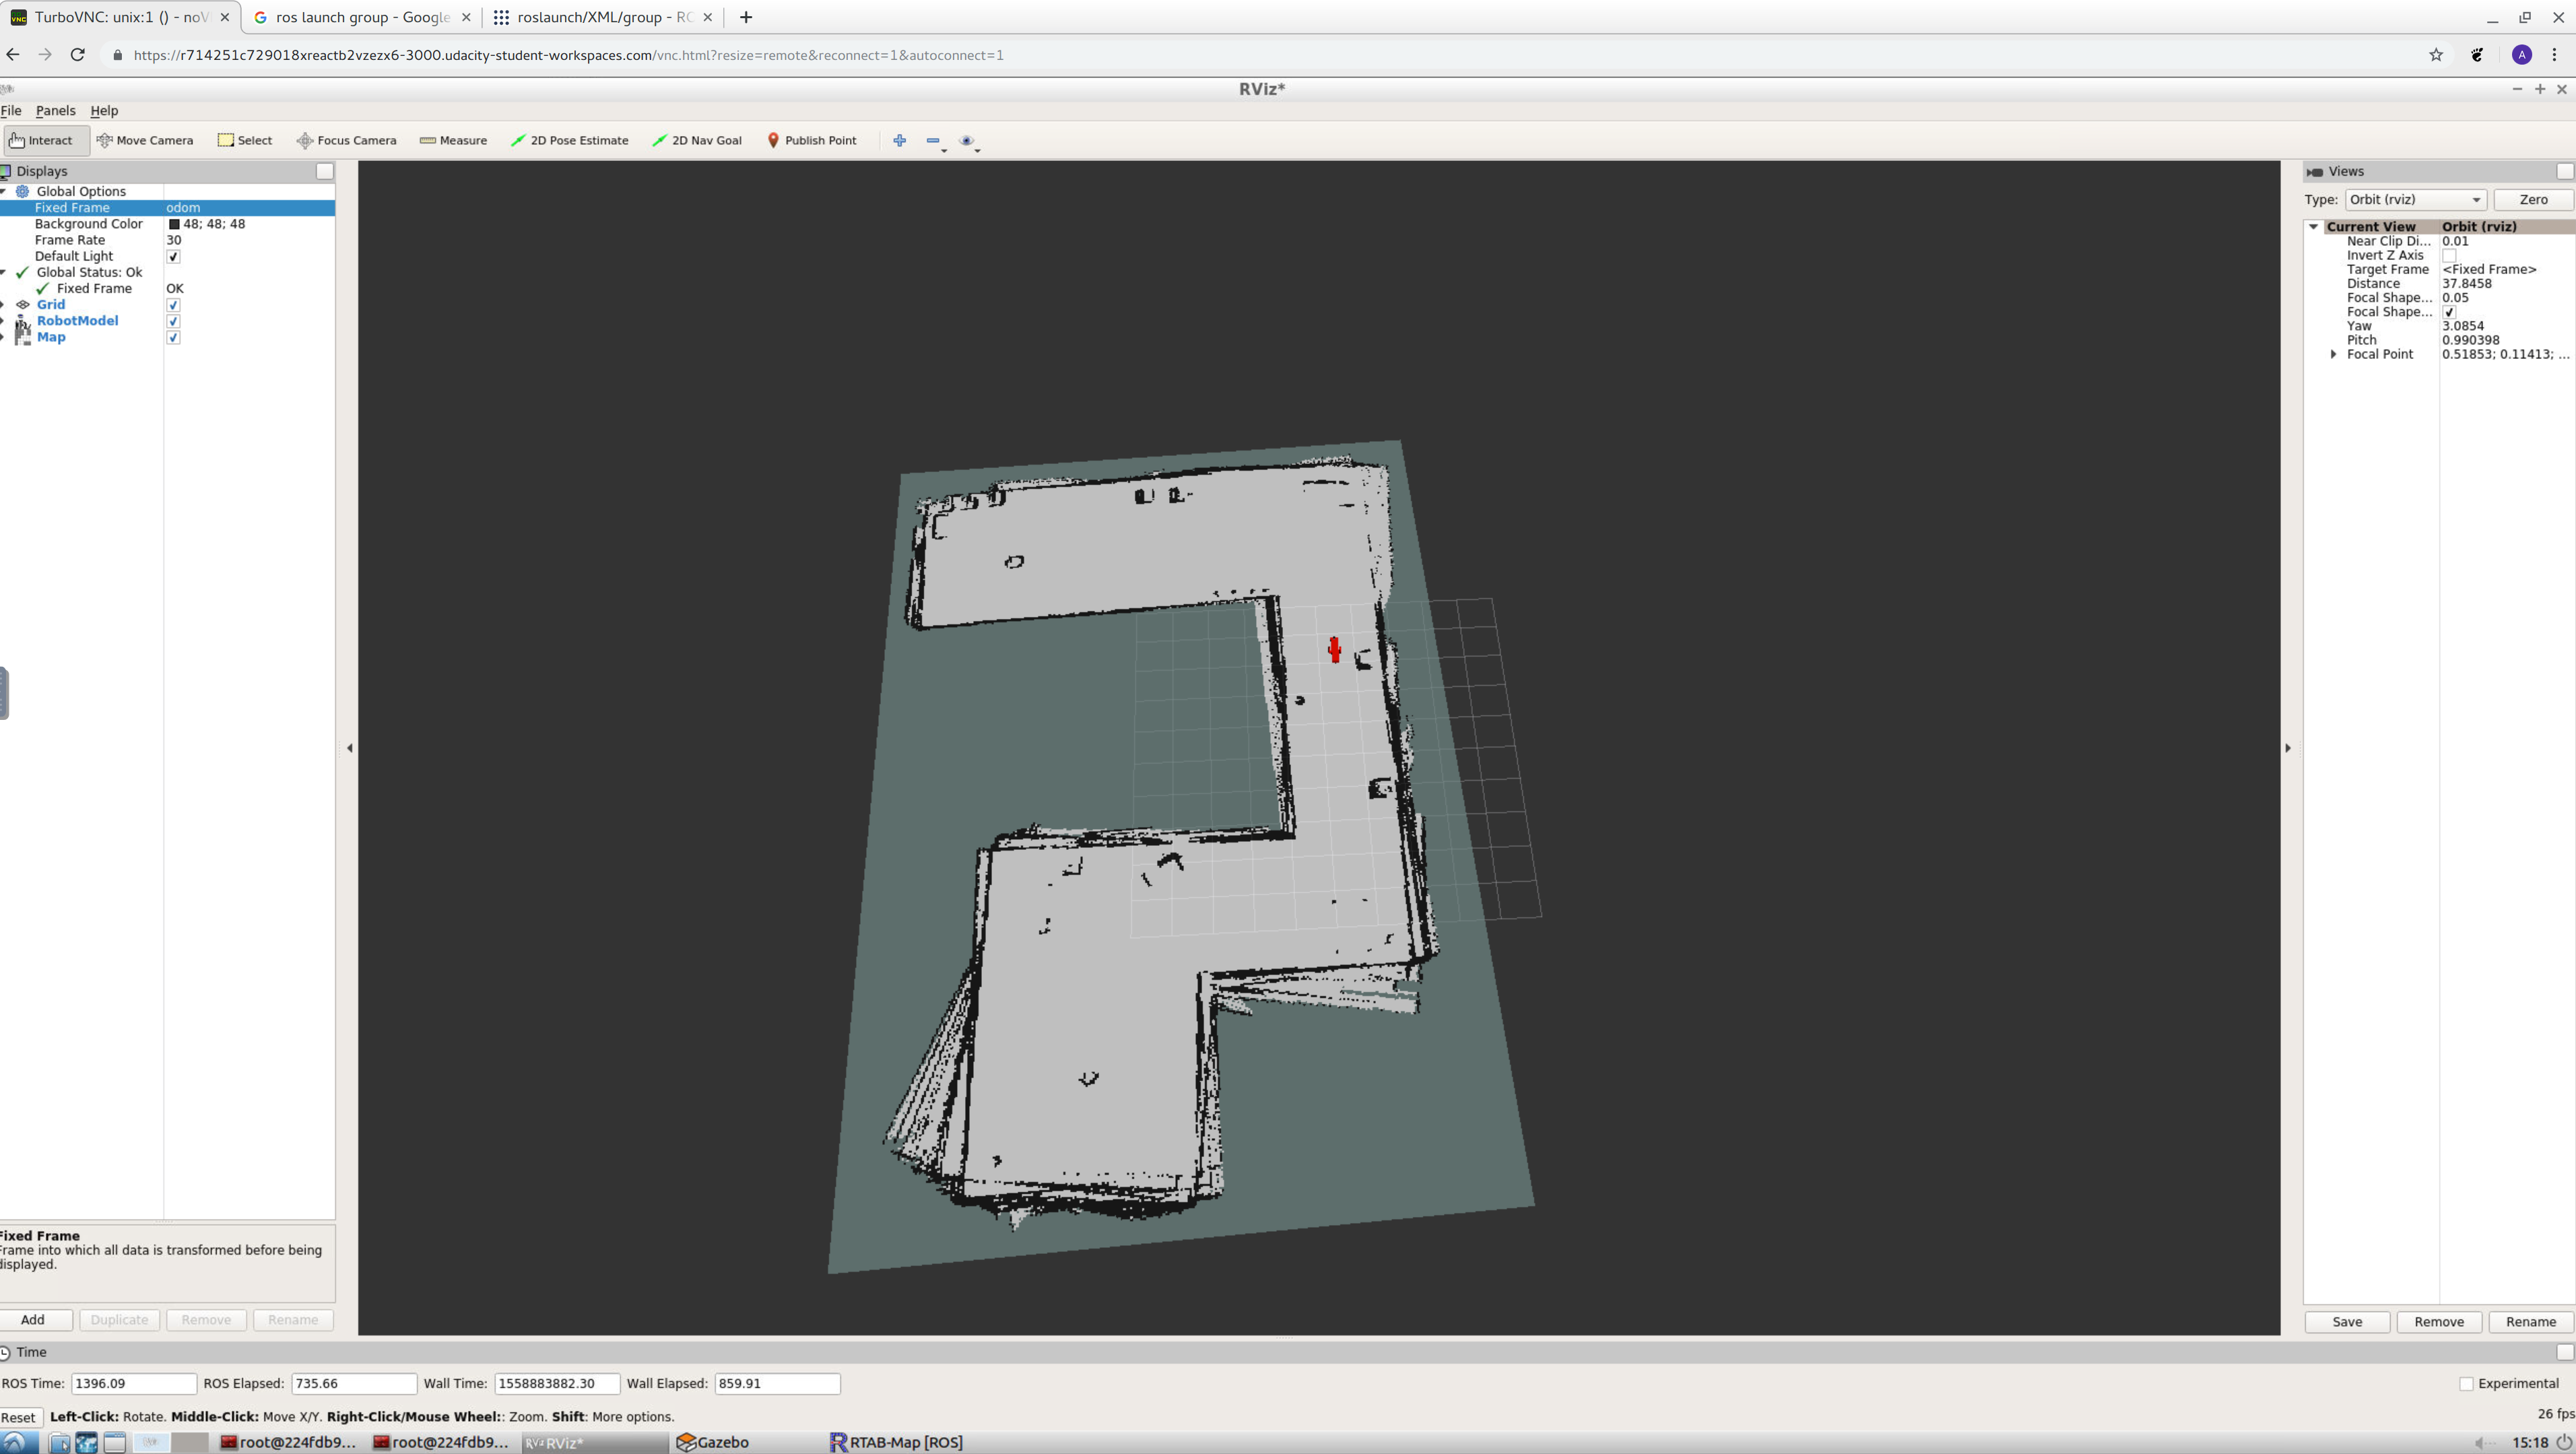 TurboVNC: unix:1 () - noV
ros launch group - Google
roslaunch/XML/group - RO
https://r714251c729018xreactb2vzezx6-3000.udacity-student-workspaces.com/vnc.html?resize=remote&reconnect=1&autoconnect=1
A
RViz*
File Panels Help
Interact Move Camera Select Focus Camera Measure 2D Pose Estimate 2D Nav Goal Publish Point
Displays
Global Options
Fixed Frame odom
Background Color 48; 48; 48
Frame Rate 30
Default Light
Global Status: Ok
Fixed Frame OK
Grid
RobotModel
Map
Fixed Frame
Frame into which all data is transformed before being
displayed.
Add Duplicate Remove Rename
Views
Type: Orbit (rviz) Zero
Current View Orbit (rviz)
Near Clip Di... 0.01
Invert Z Axis
Target Frame <Fixed Frame>
Distance 37.8458
Focal Shape... 0.05
Focal Shape...
Yaw 3.0854
Pitch 0.990398
Focal Point 0.51853; 0.11413; ...
Save Remove Rename
Time
ROS Time: 1396.09 ROS Elapsed: 735.66 Wall Time: 1558883882.30 Wall Elapsed: 859.91 Experimental
Reset Left-Click: Rotate. Middle-Click: Move X/Y. Right-Click/Mouse Wheel:: Zoom. Shift: More options. 26 fps
root@224fdb9... root@224fdb9... RViz* Gazebo RTAB-Map [ROS] 15:18